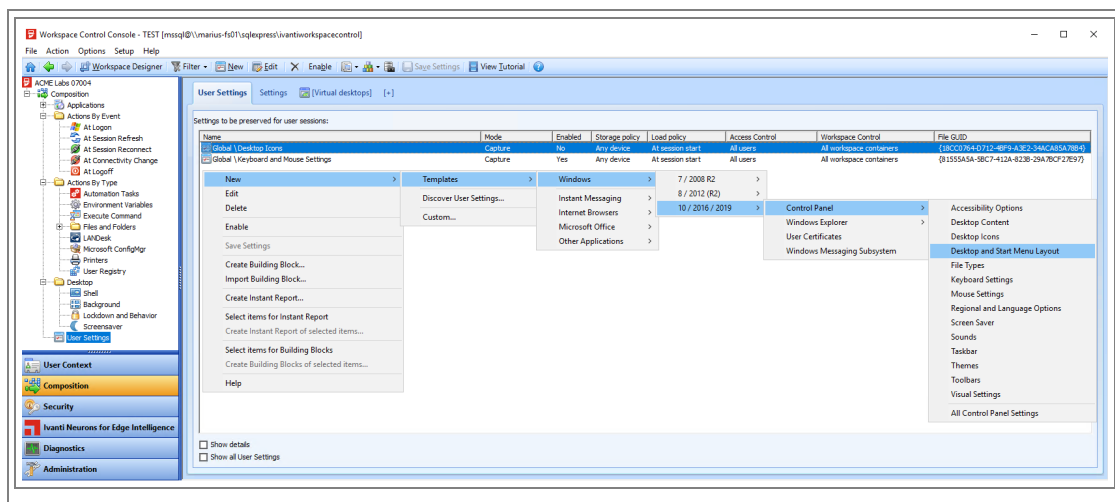 Workspace Control Console - TEST [mssql@\\marius-fs01\sqlexpress\ivantiworkspacecontrol]
File Action Options Setup Help
Workspace Designer Filter New Edit Enable Save Settings View Tutorial
ACME Labs 07004
Composition
Applications
Actions By Event
At Logon
At Session Refresh
At Session Reconnect
At Connectivity Change
At Logoff
Actions By Type
Automation Tasks
Environment Variables
Execute Command
Files and Folders
LANDesk
Microsoft ConfigMgr
Printers
User Registry
Desktop
Shell
Background
Lockdown and Behavior
Screensaver
User Settings
User Context
Composition
Security
Ivanti Neurons for Edge Intelligence
Diagnostics
Administration
User Settings Settings [Virtual desktops] [+]
Settings to be preserved for user sessions:
Name Mode Enabled Storage policy Load policy Access Control Workspace Control File GUID
Global \Desktop Icons Capture No Any device At session start All users All workspace containers {18CC0764-D712-4BF9-A3E2-34ACA85A78B4}
Global \Keyboard and Mouse Settings Capture Yes Any device At session start All users All workspace containers {81555A5A-5BC7-412A-823B-29A7BCF27E97}
New
Edit
Delete
Enable
Save Settings
Create Building Block...
Import Building Block...
Create Instant Report...
Select items for Instant Report
Create Instant Report of selected items...
Select items for Building Blocks
Create Building Blocks of selected items...
Help
Templates
Discover User Settings...
Custom...
Windows
Instant Messaging
Internet Browsers
Microsoft Office
Other Applications
7 / 2008 R2
8 / 2012 (R2)
10 / 2016 / 2019
Control Panel
Windows Explorer
User Certificates
Windows Messaging Subsystem
Accessibility Options
Desktop Content
Desktop Icons
Desktop and Start Menu Layout
File Types
Keyboard Settings
Mouse Settings
Regional and Language Options
Screen Saver
Sounds
Taskbar
Themes
Toolbars
Visual Settings
All Control Panel Settings
Show details
Show all User Settings